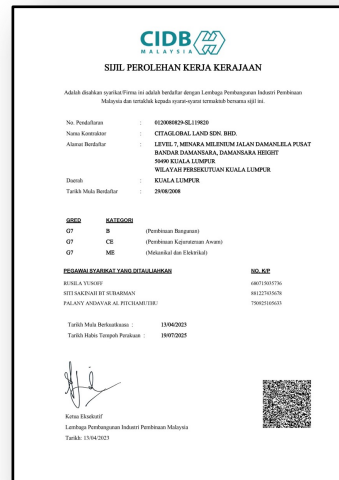 CIDB
MALAYSIA
SIJIL PEROLEHAN KERJA KERAJAAN
Adalah disahkan syarikat/Firma ini adalah berdaftar dengan Lembaga Pembangunan Industri Pembinaan
Malaysia dan tertakluk kepada syarat-syarat termaktub bersama sijil ini.
No. Pendaftaran : 0120080829-SL119820
Nama Kontraktor : CITAGLOBAL LAND SDN. BHD.
Alamat Berdaftar : LEVEL 7, MENARA MILENIUM JALAN DAMANLELA PUSAT
BANDAR DAMANSARA, DAMANSARA HEIGHT
50490 KUALA LUMPUR
WILAYAH PERSEKUTUAN KUALA LUMPUR
Daerah : KUALA LUMPUR
Tarikh Mula Berdaftar : 29/08/2008
GRED KATEGORI
G7 B (Pembinaan Bangunan)
G7 CE (Pembinaan Kejuruteraan Awam)
G7 ME (Mekanikal dan Elektrikal)
PEGAWAI SYARIKAT YANG DITAULIAHKAN NO. K/P
RUSILA YUSOFF 680715035736
SITI SAKINAH BT SUBARMAN 881227435678
PALANY ANDAVAR AL PITCHAMUTHU 750925105633
Tarikh Mula Berkuatkuasa : 13/04/2023
Tarikh Habis Tempoh Perakuan : 19/07/2025
Ketua Eksekutif
Lembaga Pembangunan Industri Pembinaan Malaysia
Tarikh: 13/04/2023